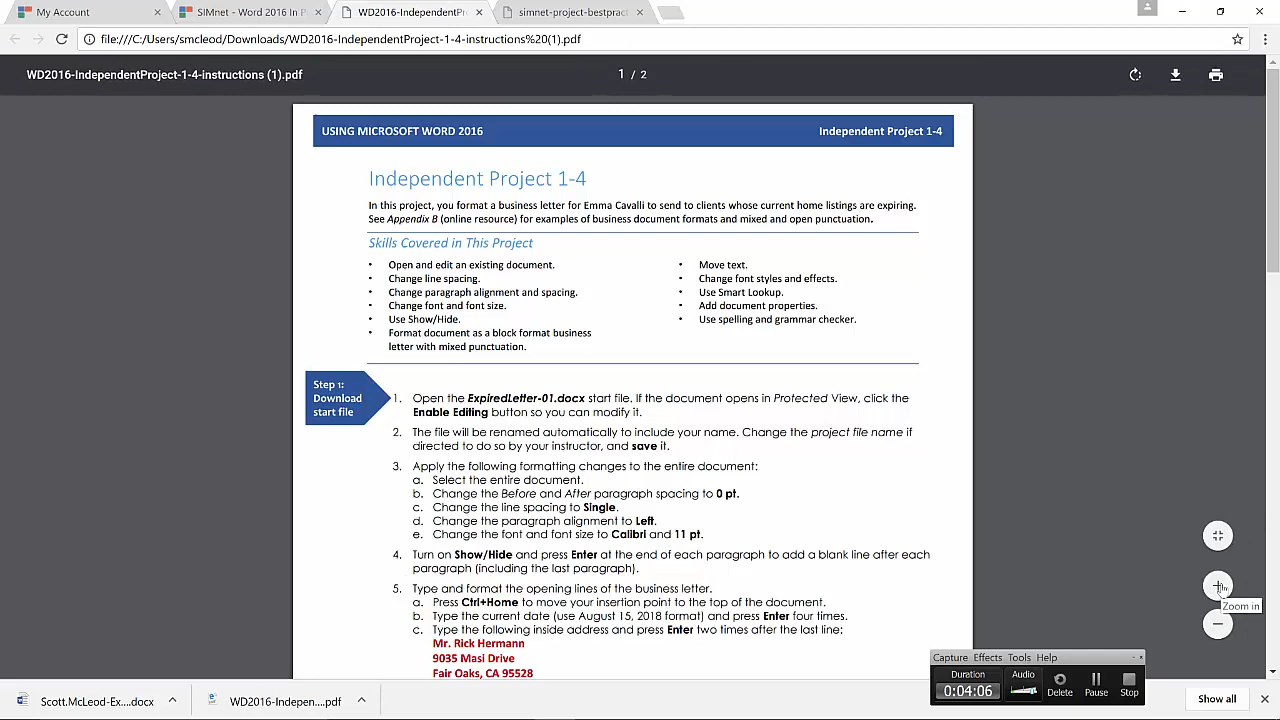 My Account
SIMnet - Word 2016 In P
WD2016-IndependentPr
simnet-project-bestpract
file:///C:/Users/smcleod/Downloads/WD2016-IndependentProject-1-4-instructions%20(1).pdf
WD2016-IndependentProject-1-4-instructions (1).pdf
1 / 2
USING MICROSOFT WORD 2016
Independent Project 1-4
Independent Project 1-4
In this project, you format a business letter for Emma Cavalli to send to clients whose current home listings are expiring.
See Appendix B (online resource) for examples of business document formats and mixed and open punctuation.
Skills Covered in This Project
• Open and edit an existing document.
• Change line spacing.
• Change paragraph alignment and spacing.
• Change font and font size.
• Use Show/Hide.
• Format document as a block format business
letter with mixed punctuation.
• Move text.
• Change font styles and effects.
• Use Smart Lookup.
• Add document properties.
• Use spelling and grammar checker.
Step 1:
Download
start file
1. Open the ExpiredLetter-01.docx start file. If the document opens in Protected View, click the
Enable Editing button so you can modify it.
2. The file will be renamed automatically to include your name. Change the project file name if
directed to do so by your instructor, and save it.
3. Apply the following formatting changes to the entire document:
a. Select the entire document.
b. Change the Before and After paragraph spacing to 0 pt.
c. Change the line spacing to Single.
d. Change the paragraph alignment to Left.
e. Change the font and font size to Calibri and 11 pt.
4. Turn on Show/Hide and press Enter at the end of each paragraph to add a blank line after each
paragraph (including the last paragraph).
5. Type and format the opening lines of the business letter.
a. Press Ctrl+Home to move your insertion point to the top of the document.
b. Type the current date (use August 15, 2018 format) and press Enter four times.
c. Type the following inside address and press Enter two times after the last line:
Mr. Rick Hermann
9035 Masi Drive
Fair Oaks, CA 95528
Zoom in
Capture Effects Tools Help
Duration
0:04:06
Audio
Delete
Pause
Stop
Scott.McLeod-Ex....docx
WD2016-Indepen....pdf
Show all